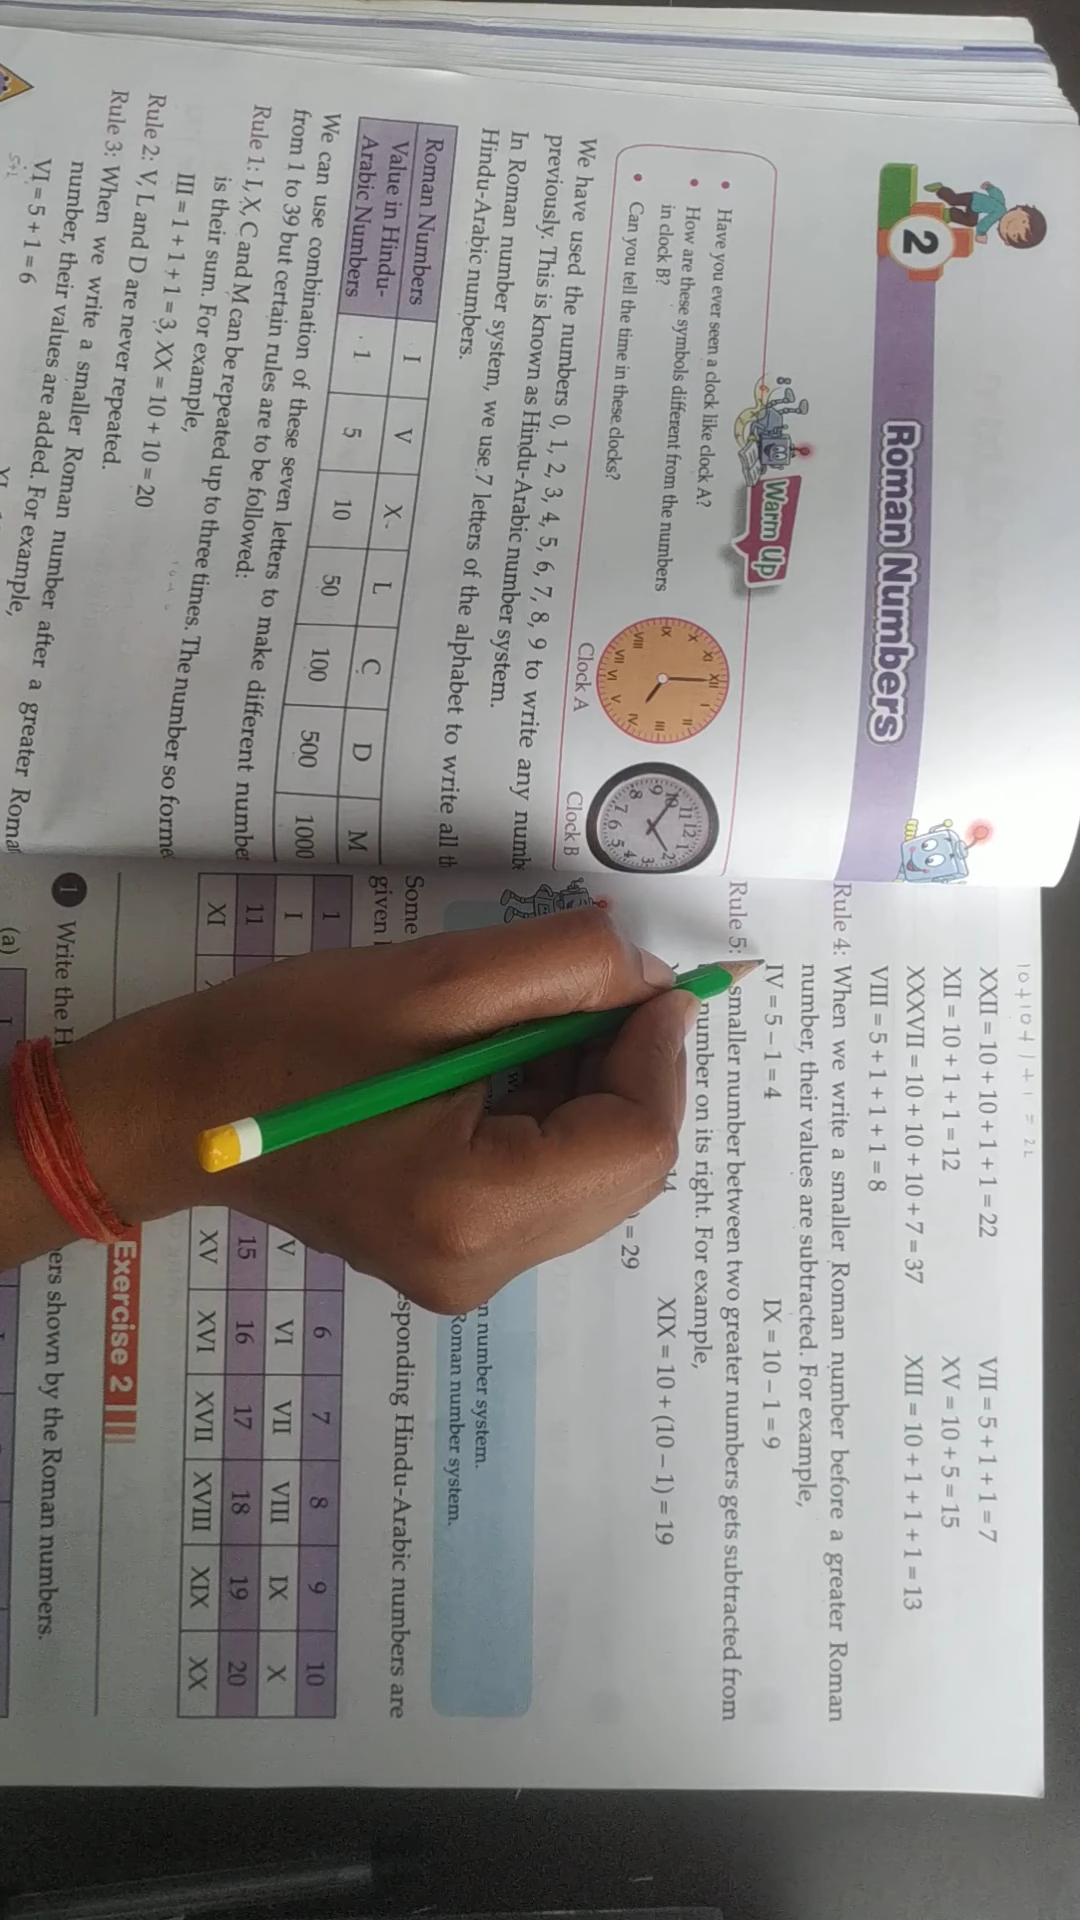 2
Roman Numbers
Warm Up
Have you ever seen a clock like clock A?
How are these symbols different from the numbers
in clock B?
Can you tell the time in these clocks?
Clock A
Clock B
We have used the numbers 0, 1, 2, 3, 4, 5, 6, 7, 8, 9 to write any
previously. This is known as Hindu-Arabic number system.
In Roman number system, we use 7 letters of the alphabet to write all
Hindu-Arabic numbers.
Roman Numbers I V X L C D M
Value in Hindu-
Arabic Numbers 1 5 10 50 100 500 1000
We can use combination of these seven letters to make different
from 1 to 39 but certain rules are to be followed:
Rule 1: I, X, C and M can be repeated up to three times. The number so
is their sum. For example,
III = 1 + 1 + 1 = 3, XX = 10 + 10 = 20
Rule 2: V, L and D are never repeated.
Rule 3: When we write a smaller Roman number after a greater
number, their values are added. For example,
VI = 5 + 1 = 6
5+1
10+10+1+1=
XXII = 10 + 10 + 1 + 1 = 22 VII = 5 + 1 + 1 = 7
XII = 10 + 1 + 1 = 12 XV = 10 + 5 = 15
XXXVII = 10 + 10 + 10 + 7 = 37 XIII = 10 + 1 + 1 + 1 = 13
VIII = 5 + 1 + 1 + 1 = 8
Rule 4: When we write a smaller Roman number before a greater Roman
number, their values are subtracted. For example,
IV = 5 – 1 = 4 IX = 10 – 1 = 9
Rule 5: smaller number between two greater numbers gets subtracted from
number on its right. For example,
14 XIX = 10 + (10 – 1) = 19
= 29
number system.
Roman number system.
Some Hindu-Arabic numbers are
given
1 6 7 8 9 10
I V VI VII VIII IX X
11 15 16 17 18 19 20
XI XV XVI XVII XVIII XIX XX
Exercise 2
1 Write the shown by the Roman numbers.
(a) I